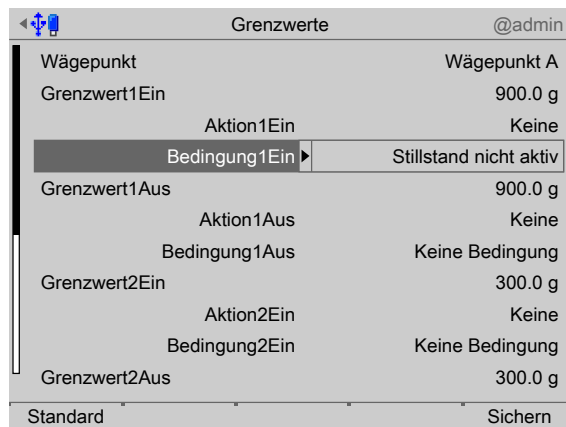 Grenzwerte @admin
Wägepunkt Wägepunkt A
Grenzwert1Ein 900.0 g
Aktion1Ein Keine
Bedingung1Ein Stillstand nicht aktiv
Grenzwert1Aus 900.0 g
Aktion1Aus Keine
Bedingung1Aus Keine Bedingung
Grenzwert2Ein 300.0 g
Aktion2Ein Keine
Bedingung2Ein Keine Bedingung
Grenzwert2Aus 300.0 g
Standard Sichern